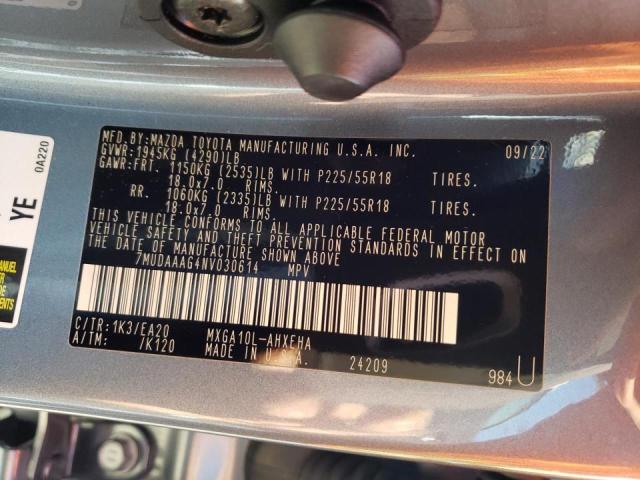 MFD.BY:MAZDA TOYOTA MANUFACTURING U.S.A. INC. 09/22
GVWR:1945KG (4290)LB
GAWR:FRT. 1150KG (2535)LB WITH P225/55R18 TIRES.
18.0x7.0 RIMS.
RR. 1060KG (2335)LB WITH P225/55R18 TIRES.
18.0x7.0 RIMS.
THIS VEHICLE CONFORMS TO ALL APPLICABLE FEDERAL MOTOR
VEHICLE SAFETY AND THEFT PREVENTION STANDARDS IN EFFECT ON
THE DATE OF MANUFACTURE SHOWN ABOVE
7MUDAAAG4NV030614 MPV
C/TR:1K3/EA20 MXGA10L-AHXEHA
A/TM: /K120 MADE IN U.S.A. 24209 984U
0A220
YE